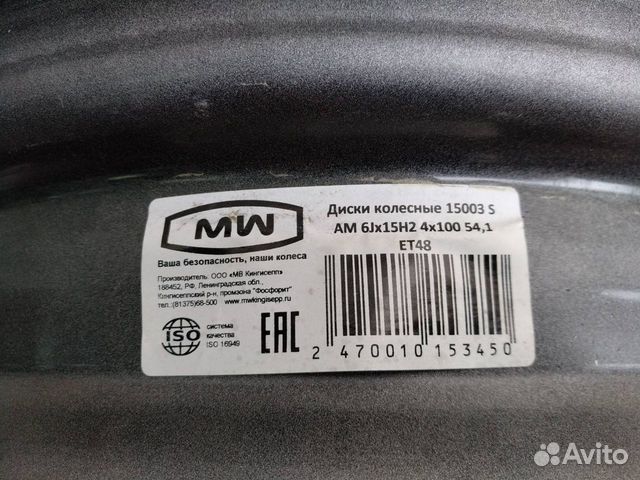 MW
Ваша безопасность, наши колеса
Производитель: ООО «МВ Кингисепп»
188452, РФ, Ленинградская обл.,
Кингисеппский р-н, промзона "Фосфорит"
тел.:(81375)68-500 www.mwkingisepp.ru
ISO
система
качества
ISO 16949
EAC
Диски колесные 15003 S
AM 6Jx15H2 4x100 54,1
ET48
2 470010 153450
Avito